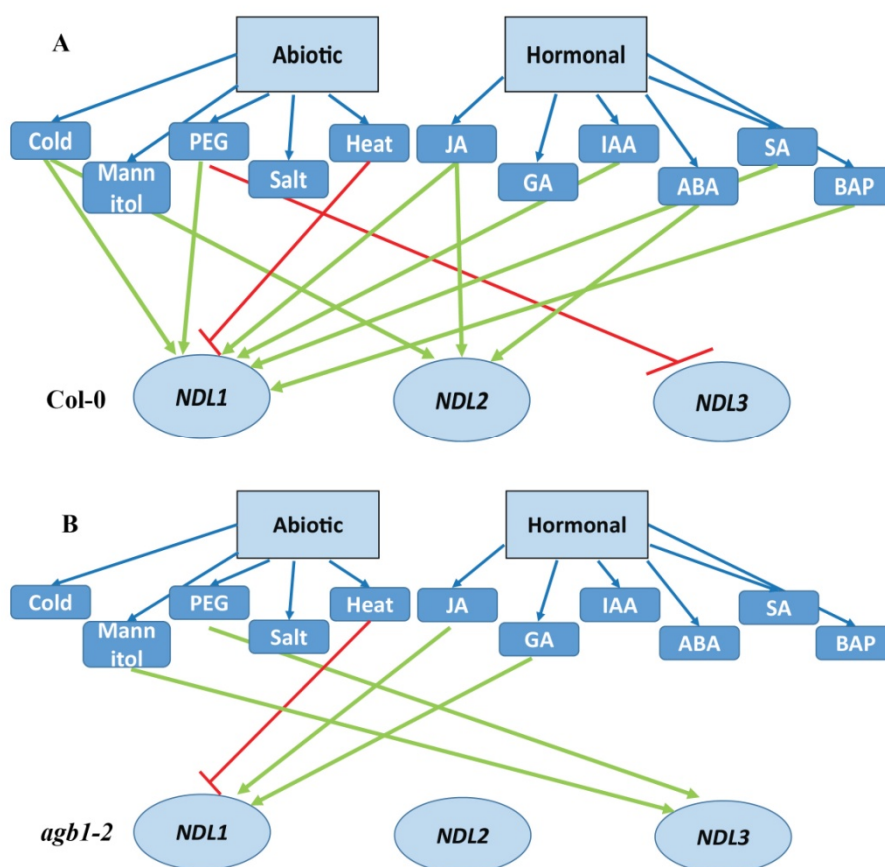 A
Abiotic
Hormonal
Cold
PEG
Heat
JA
IAA
SA
Mann
itol
Salt
GA
ABA
BAP
Col-0
NDL1
NDL2
NDL3
B
Abiotic
Hormonal
Cold
PEG
Heat
JA
IAA
SA
Mann
itol
Salt
GA
ABA
BAP
agb1-2
NDL1
NDL2
NDL3